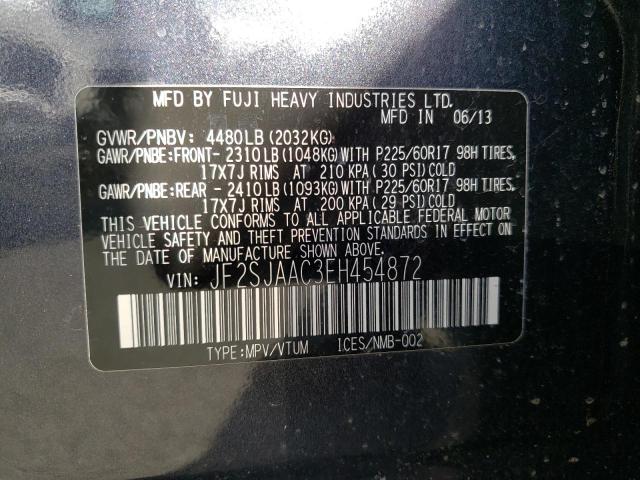 MFD BY FUJI HEAVY INDUSTRIES LTD.
MFD IN 06/13
GVWR/PNBV: 4480LB (2032KG)
GAWR/PNBE:FRONT- 2310LB (1048KG) WITH P225/60R17 98H TIRES,
17X7J RIMS AT 210 KPA (30 PSI) COLD
GAWR/PNBE:REAR - 2410LB (1093KG) WITH P225/60R17 98H TIRES,
17X7J RIMS AT 200 KPA (29 PSI) COLD
THIS VEHICLE CONFORMS TO ALL APPLICABLE FEDERAL MOTOR
VEHICLE SAFETY AND THEFT PREVENTION STANDARDS IN EFFECT ON
THE DATE OF MANUFACTURE SHOWN ABOVE.
VIN: JF2SJAAC3EH454872
TYPE:MPV/VTUM ICES/NMB-002